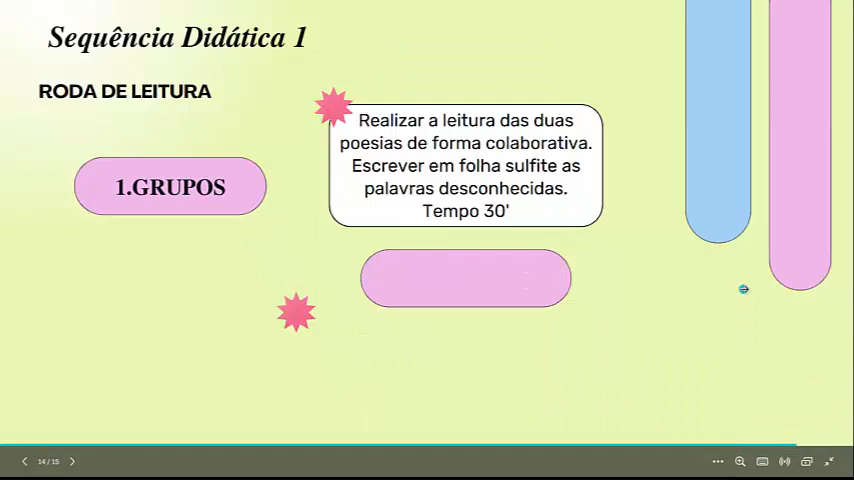 Sequência Didática 1
RODA DE LEITURA
1.GRUPOS
Realizar a leitura das duas
poesias de forma colaborativa.
Escrever em folha sulfite as
palavras desconhecidas.
Tempo 30'
14 / 15